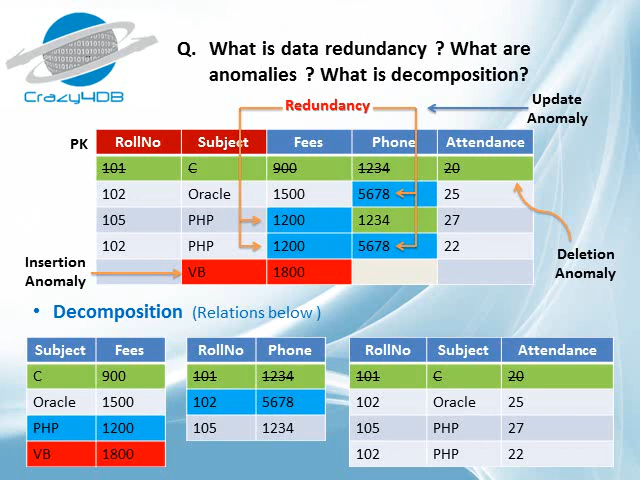 Crazy4DB
Q. What is data redundancy ? What are
anomalies ? What is decomposition?
Redundancy
Update
Anomaly
PK
RollNo Subject Fees Phone Attendance
101 C 900 1234 20
102 Oracle 1500 5678 25
105 PHP 1200 1234 27
102 PHP 1200 5678 22
VB 1800
Insertion
Anomaly
Deletion
Anomaly
• Decomposition (Relations below )
Subject Fees
C 900
Oracle 1500
PHP 1200
VB 1800
RollNo Phone
101 1234
102 5678
105 1234
RollNo Subject Attendance
101 C 20
102 Oracle 25
105 PHP 27
102 PHP 22